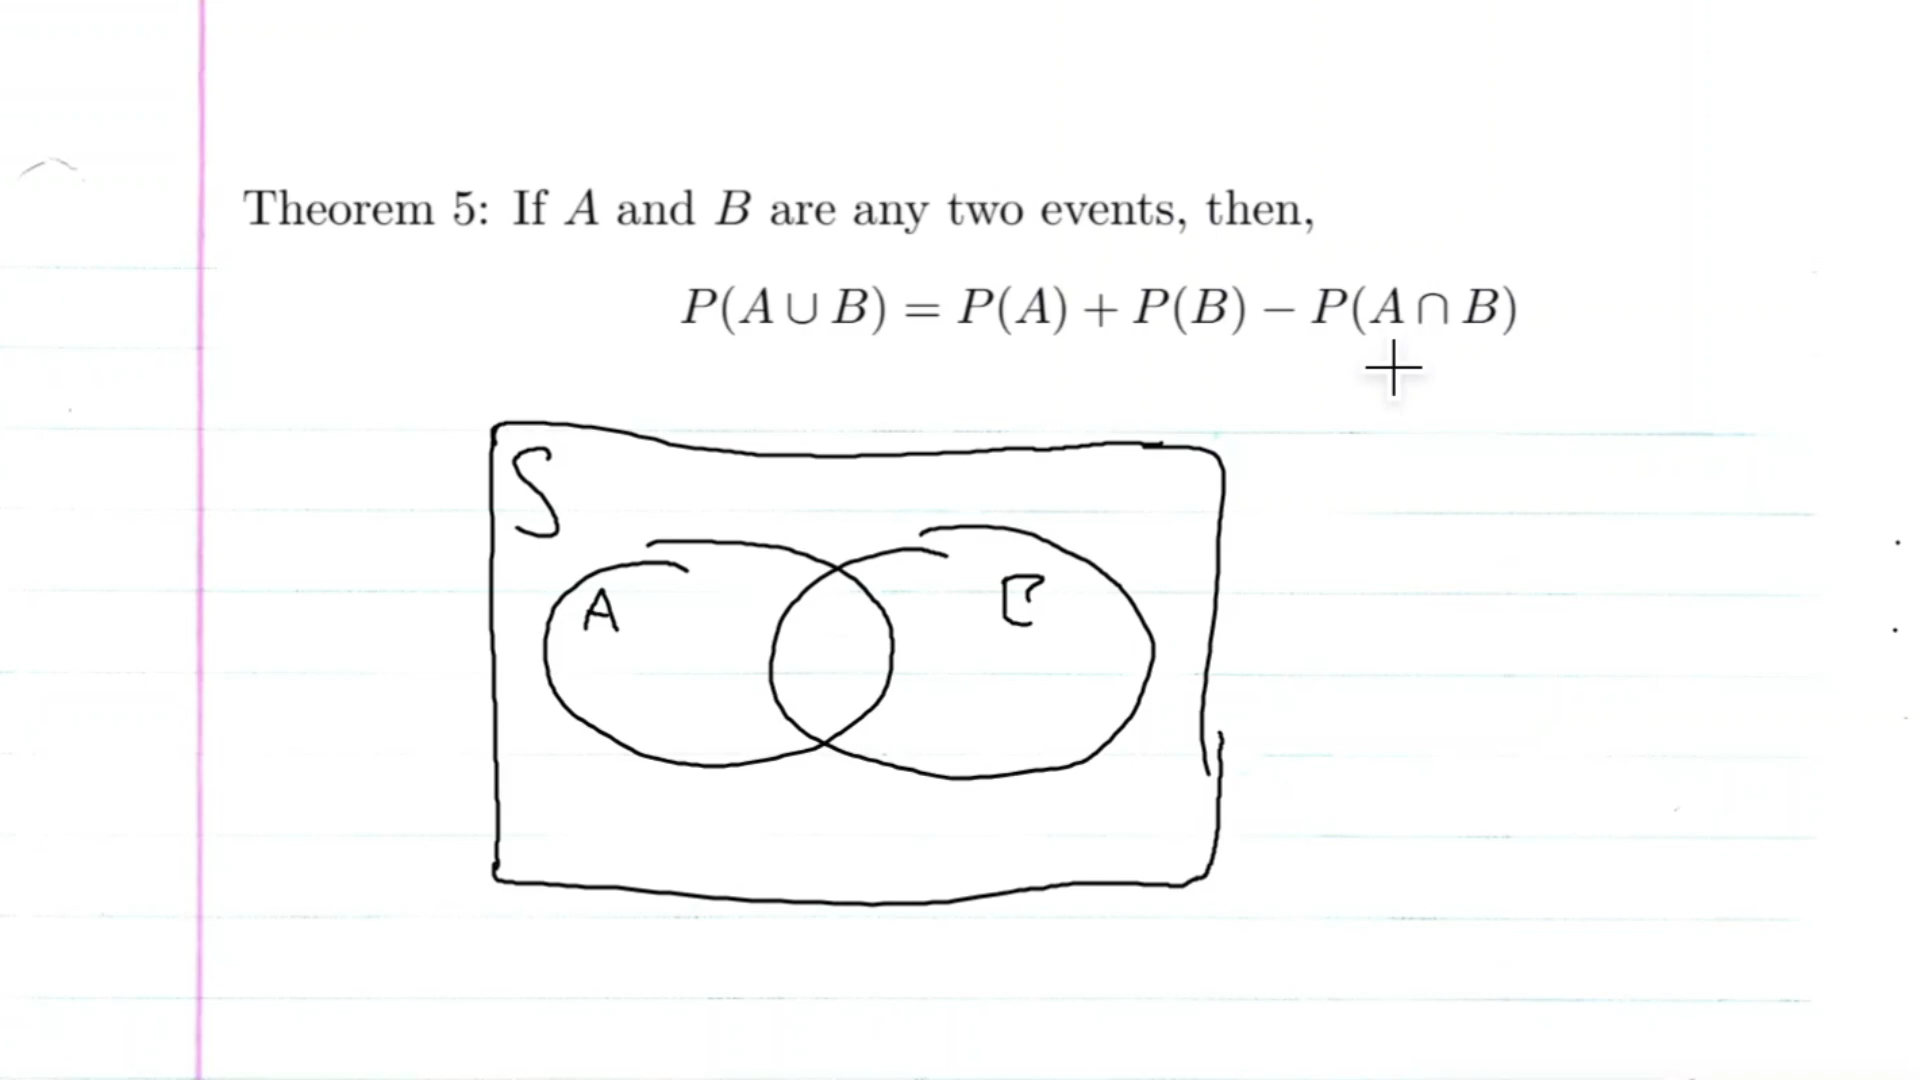 Theorem 5: If A and B are any two events, then,
P(A ∪ B) = P(A) + P(B) − P(A ∩ B)
S
A